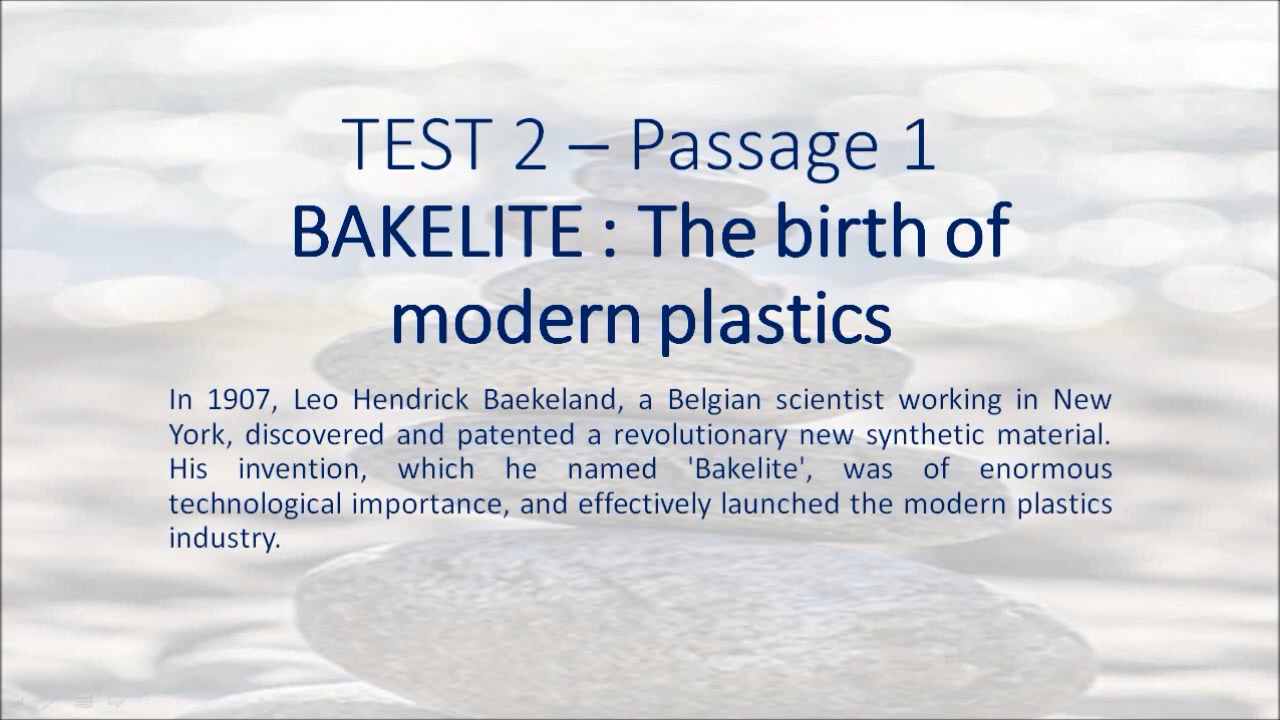 TEST 2 – Passage 1
BAKELITE : The birth of
modern plastics
In 1907, Leo Hendrick Baekeland, a Belgian scientist working in New
York, discovered and patented a revolutionary new synthetic material.
His invention, which he named 'Bakelite', was of enormous
technological importance, and effectively launched the modern plastics
industry.